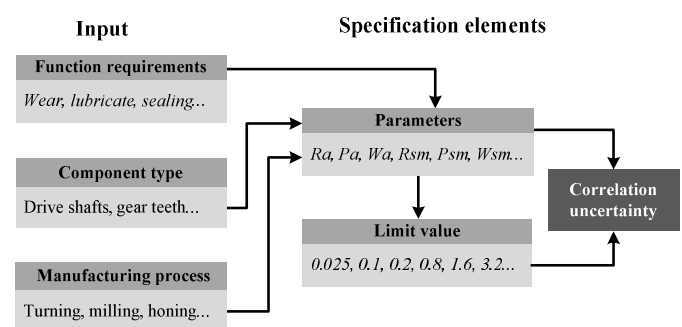 Input
Specification elements
Function requirements
Wear, lubricate, sealing...
Component type
Drive shafts, gear teeth...
Manufacturing process
Turning, milling, honing...
Parameters
Ra, Pa, Wa, Rsm, Psm, Wsm...
Limit value
0.025, 0.1, 0.2, 0.8, 1.6, 3.2...
Correlation
uncertainty